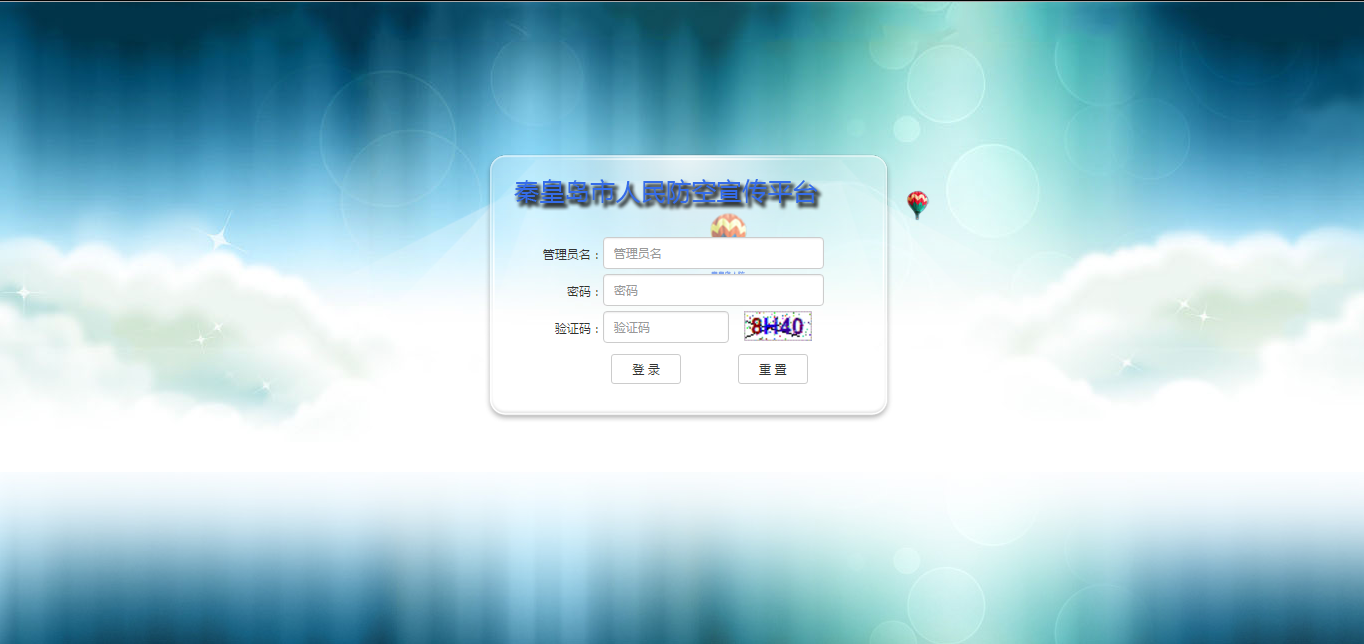 秦皇岛市人民防空宣传平台
管理员名： 管理员名
密码： 密码
验证码： 验证码 8H40
登 录 重 置